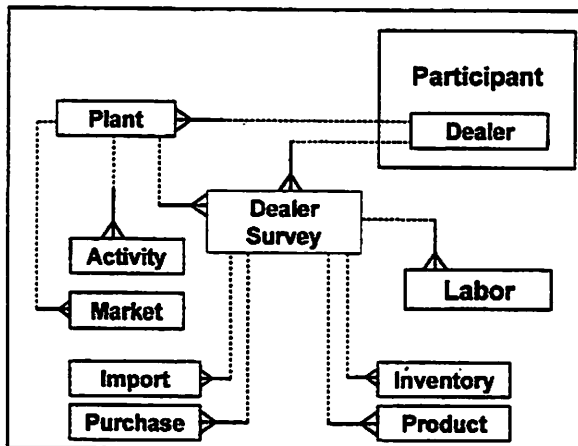 Participant
Plant
Dealer
Dealer
Survey
Activity
Labor
Market
Import
Inventory
Purchase
Product